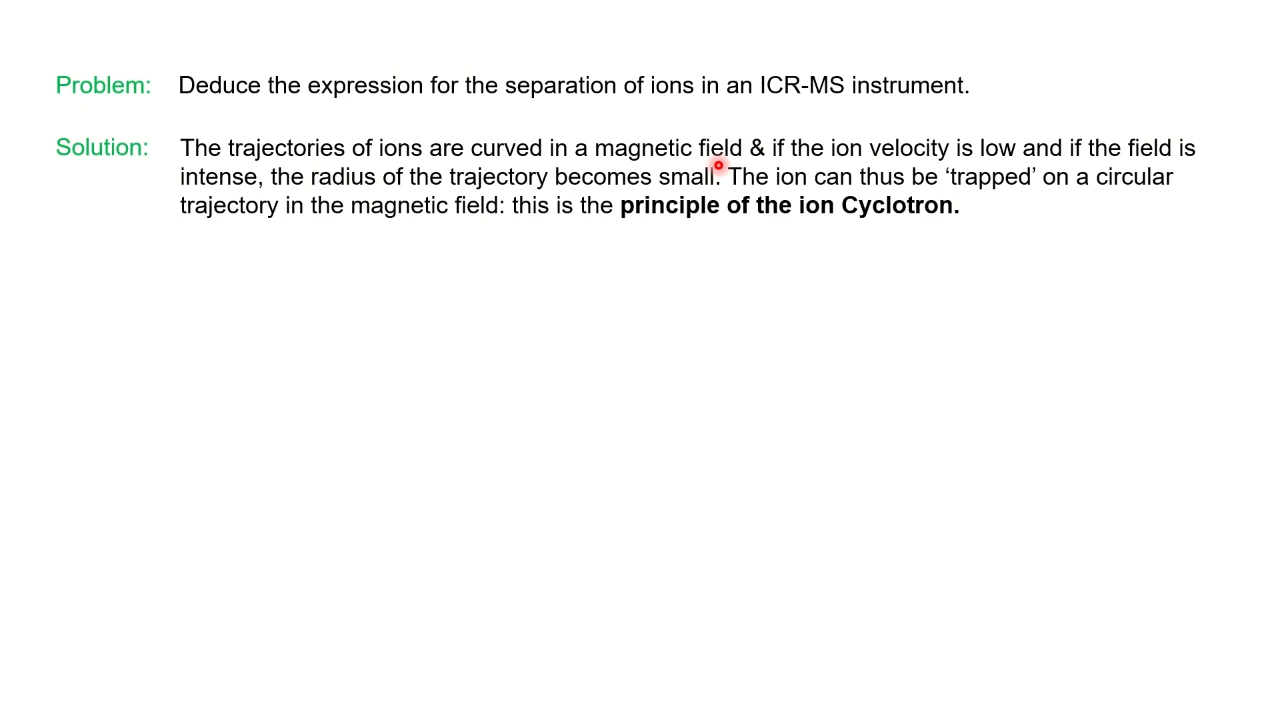 Problem: Deduce the expression for the separation of ions in an ICR-MS instrument.
Solution: The trajectories of ions are curved in a magnetic field & if the ion velocity is low and if the field is
intense, the radius of the trajectory becomes small. The ion can thus be ‘trapped’ on a circular
trajectory in the magnetic field: this is the principle of the ion Cyclotron.